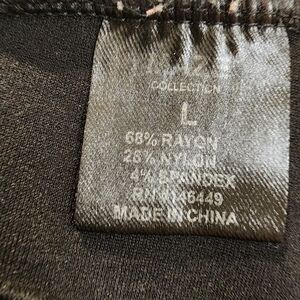 COLLECTION
L
68% RAYON
28% NYLON
4% SPANDEX
RN #146449
MADE IN CHINA